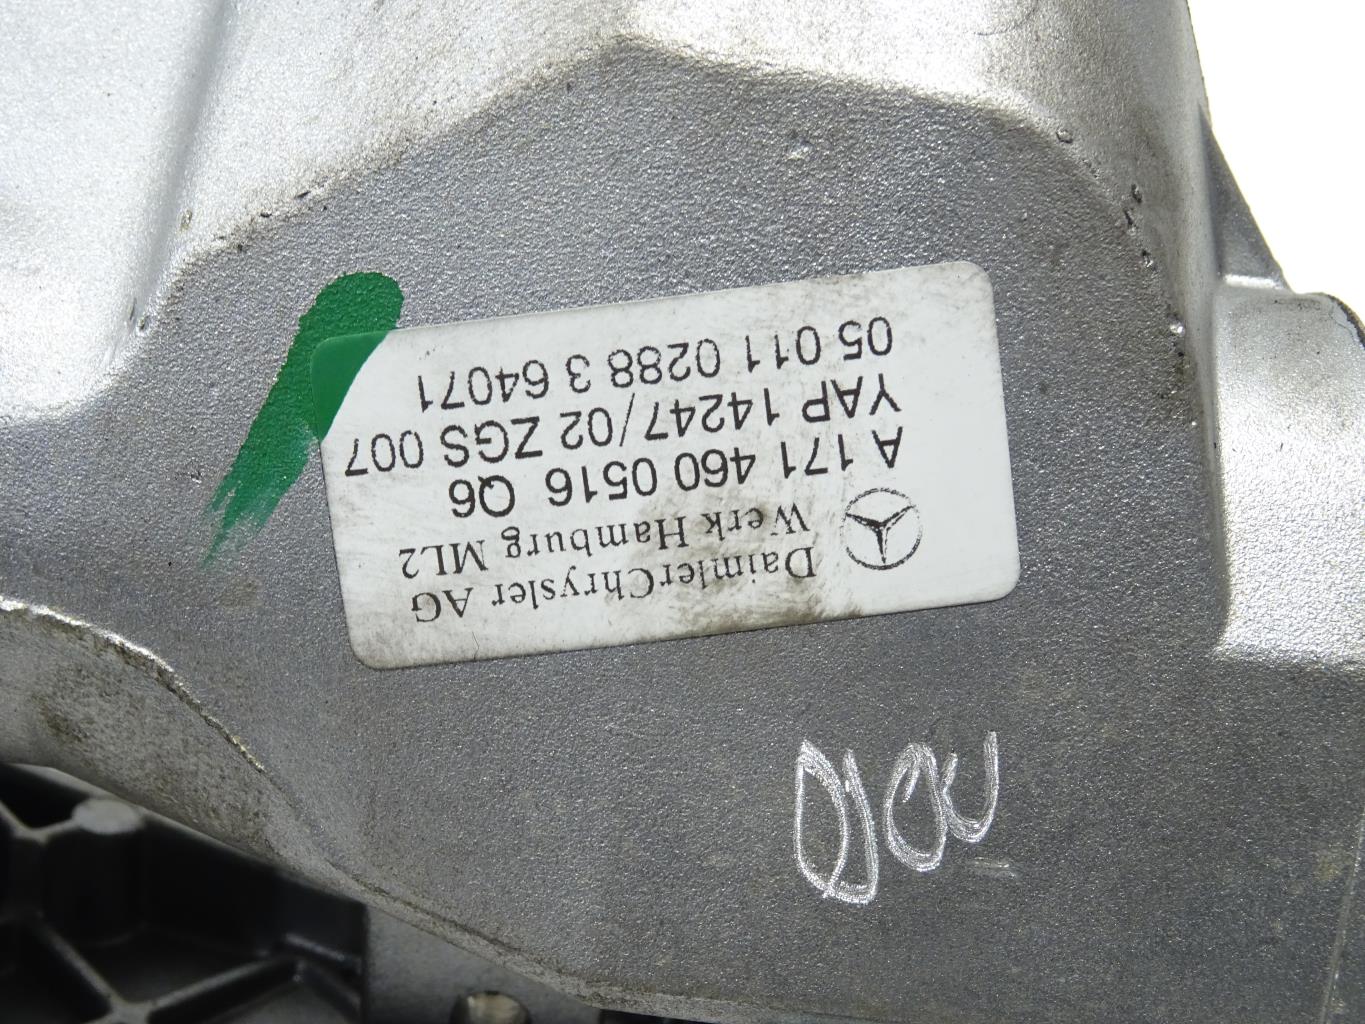 DaimlerChrysler AG
Werk Hamburg ML2
A 171 460 0516 Q6
YAP 14247/02 ZGS 007
05 011 0288 3 64071